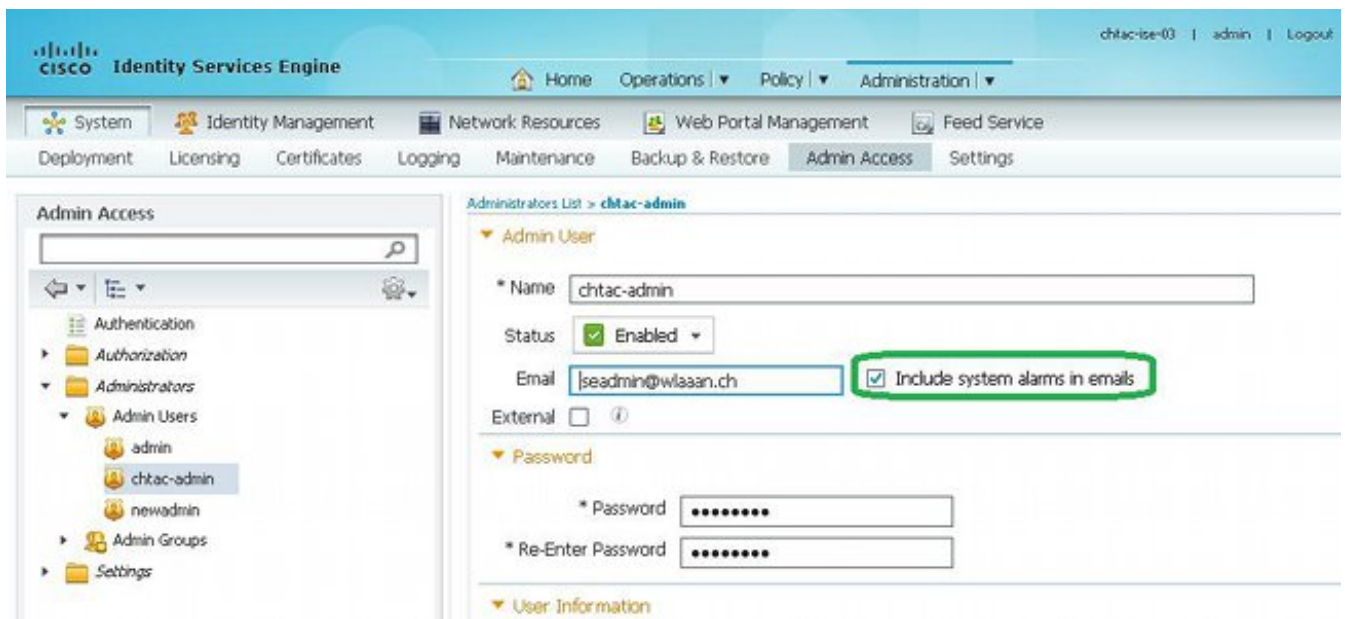 chtac-ise-03 | admin | Logout
CISCO Identity Services Engine
Home Operations | Policy | Administration |
System Identity Management Network Resources Web Portal Management Feed Service
Deployment Licensing Certificates Logging Maintenance Backup & Restore Admin Access Settings
Admin Access
Authentication
Authorization
Administrators
Admin Users
admin
chtac-admin
newadmin
Admin Groups
Settings
Administrators List > chtac-admin
Admin User
* Name chtac-admin
Status Enabled
Email iseadmin@wlaaan.ch Include system alarms in emails
External
Password
* Password ••••••••
* Re-Enter Password ••••••••
User Information